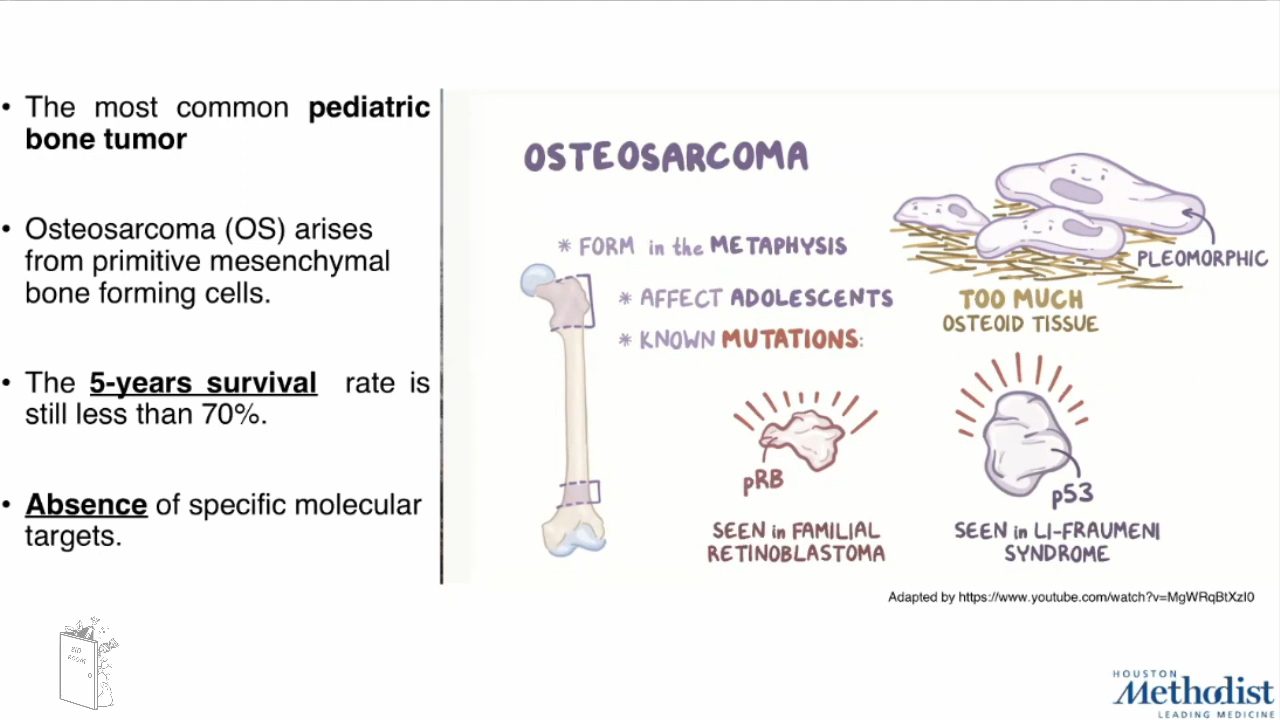 • The most common pediatric
bone tumor
• Osteosarcoma (OS) arises
from primitive mesenchymal
bone forming cells.
• The 5-years survival rate is
still less than 70%.
• Absence of specific molecular
targets.
OSTEOSARCOMA
* FORM in the METAPHYSIS
* AFFECT ADOLESCENTS
* KNOWN MUTATIONS:
PLEOMORPHIC
TOO MUCH
OSTEOID TISSUE
pRB
SEEN in FAMILIAL
RETINOBLASTOMA
p53
SEEN in LI-FRAUMENI
SYNDROME
Adapted by https://www.youtube.com/watch?v=MgWRqBtXzI0
HOUSTON
Methodist
LEADING MEDICINE